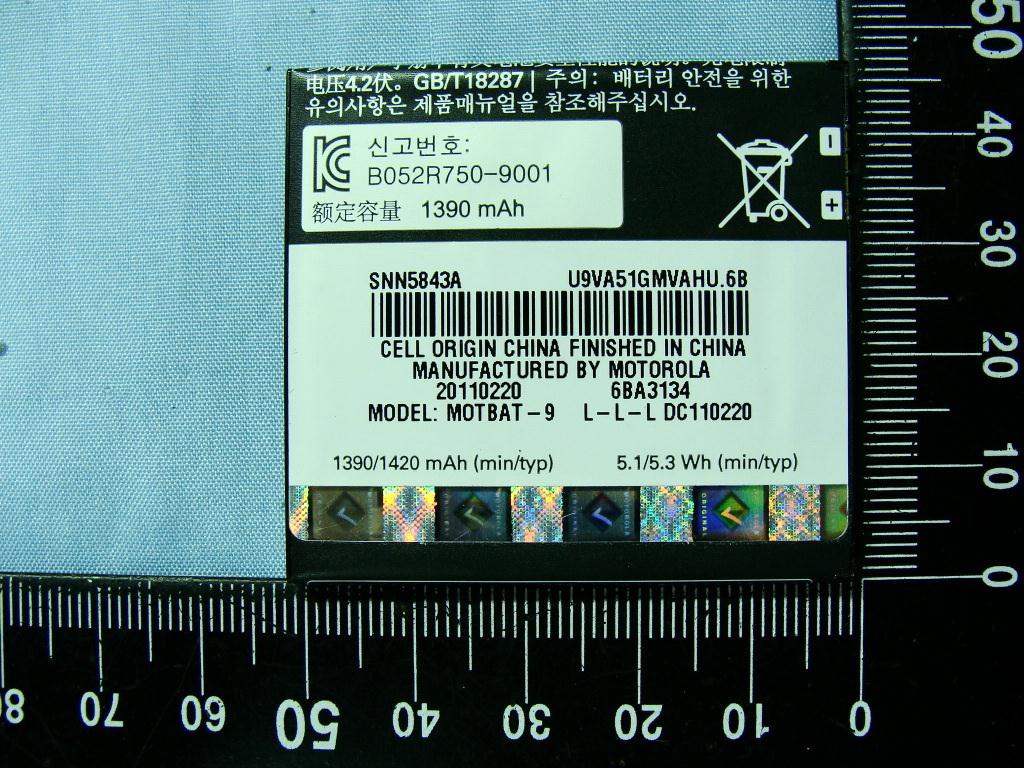 电压4.2伏。 GB/T18287 | 주의: 배터리 안전을 위한
유의사항은 제품매뉴얼을 참조해주십시오.
신고번호:
B052R750-9001
额定容量 1390 mAh
-
+
SNN5843A U9VA51GMVAHU.6B
CELL ORIGIN CHINA FINISHED IN CHINA
MANUFACTURED BY MOTOROLA
20110220 6BA3134
MODEL: MOTBAT-9 L-L-L DC110220
1390/1420 mAh (min/typ) 5.1/5.3 Wh (min/typ)
ORIGINAL
50
40
30
20
10
0
80 70 60 50 40 30 20 10 0